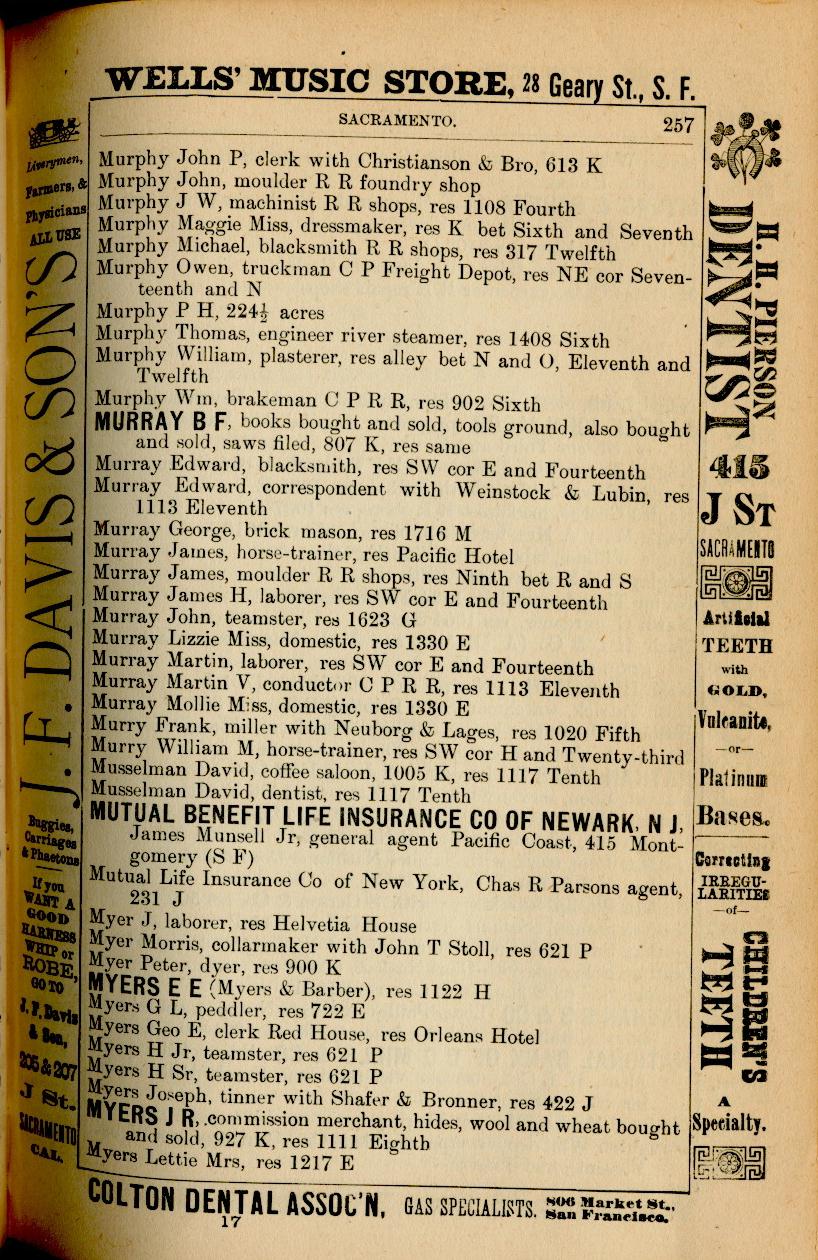 WELLS' MUSIC STORE, 28 Geary St., S. F.
SACRAMENTO. 257
Murphy John P, clerk with Christianson & Bro, 613 K
Murphy John, moulder R R foundry shop
Murphy J W, machinist R R shops, res 1108 Fourth
Murphy Maggie Miss, dressmaker, res K bet Sixth and Seventh
Murphy Michael, blacksmith R R shops, res 317 Twelfth
Murphy Owen, truckman C P Freight Depot, res NE cor Seven-
teenth and N
Murphy P H, 224½ acres
Murphy Thomas, engineer river steamer, res 1408 Sixth
Murphy William, plasterer, res alley bet N and O, Eleventh and
Twelfth
Murphy Wm, brakeman C P R R, res 902 Sixth
MURRAY B F, books bought and sold, tools ground, also bought
and sold, saws filed, 807 K, res same
Murray Edward, blacksmith, res SW cor E and Fourteenth
Murray Edward, correspondent with Weinstock & Lubin, res
1113 Eleventh
Murray George, brick mason, res 1716 M
Murray James, horse-trainer, res Pacific Hotel
Murray James, moulder R R shops, res Ninth bet R and S
Murray James H, laborer, res SW cor E and Fourteenth
Murray John, teamster, res 1623 G
Murray Lizzie Miss, domestic, res 1330 E
Murray Martin, laborer, res SW cor E and Fourteenth
Murray Martin V, conductor C P R R, res 1113 Eleventh
Murray Mollie Miss, domestic, res 1330 E
Murry Frank, miller with Neuborg & Lages, res 1020 Fifth
Murry William M, horse-trainer, res SW cor H and Twenty-third
Musselman David, coffee saloon, 1005 K, res 1117 Tenth
Musselman David, dentist, res 1117 Tenth
MUTUAL BENEFIT LIFE INSURANCE CO OF NEWARK, N J,
James Munsell Jr, general agent Pacific Coast, 415 Mont-
gomery (S F)
Mutual Life Insurance Co of New York, Chas R Parsons agent,
231 J
Myer J, laborer, res Helvetia House
Myer Morris, collarmaker with John T Stoll, res 621 P
Myer Peter, dyer, res 900 K
MYERS E E (Myers & Barber), res 1122 H
Myers G L, peddler, res 722 E
Myers Geo E, clerk Red House, res Orleans Hotel
Myers H Jr, teamster, res 621 P
Myers H Sr, teamster, res 621 P
Myers Joseph, tinner with Shafer & Bronner, res 422 J
MYERS J R, commission merchant, hides, wool and wheat bought
and sold, 927 K, res 1111 Eighth
Myers Lettie Mrs, res 1217 E
Liverymen,
Farmers, &
Physicians
ALL USE
J. F. DAVIS & SON'S
Buggies,
Carriages
& Phaetons
If you
WANT A
GOOD
HARNESS
WHIP or
ROBE,
GO TO
J. F. Davis
& Son,
205 & 207
J St.
SACRAMENTO
CAL.
H. H. PIERSON
DENTIST
415
J ST
SACRAMENTO
Artificial
TEETH
with
GOLD,
Vulcanite,
—or—
Platinum
Bases.
Correcting
IRREGU-
LARITIES
—of—
CHILDREN'S
TEETH
A
Specialty.
COLTON DENTAL ASSOC'N, GAS SPECIALISTS. 806 Market St.,
San Francisco.
17